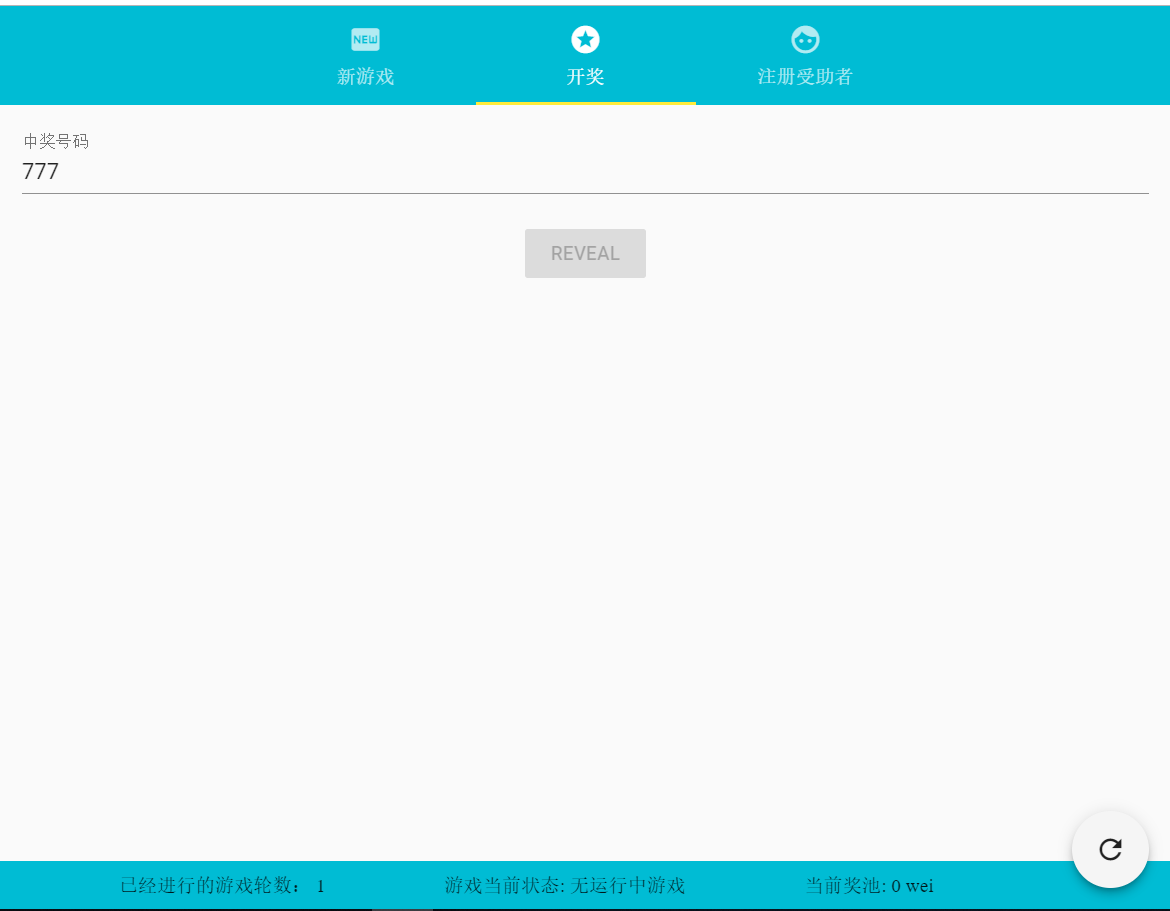 NEW
新游戏
开奖
注册受助者
中奖号码
777
REVEAL
已经进行的游戏轮数： 1
游戏当前状态: 无运行中游戏
当前奖池: 0 wei